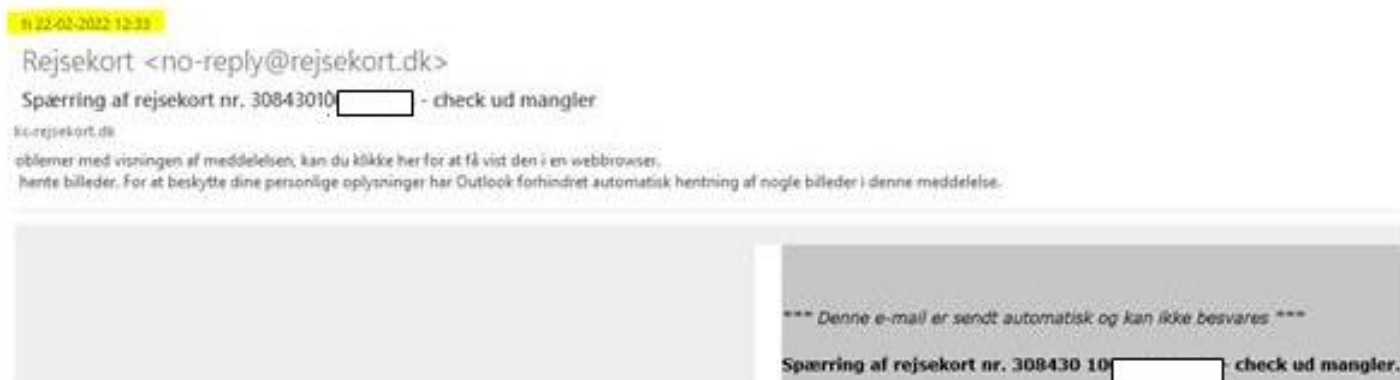 ti 22-02-2022 12:33
Rejsekort <no-reply@rejsekort.dk>
Spærring af rejsekort nr. 30843010 - check ud mangler
kc-rejsekort.dk
oblemer med visningen af meddelelsen, kan du klikke her for at få vist den i en webbrowser.
hente billeder. For at beskytte dine personlige oplysninger har Outlook forhindret automatisk hentning af nogle billeder i denne meddelelse.
*** Denne e-mail er sendt automatisk og kan ikke besvares ***
Spærring af rejsekort nr. 308430 10 - check ud mangler.